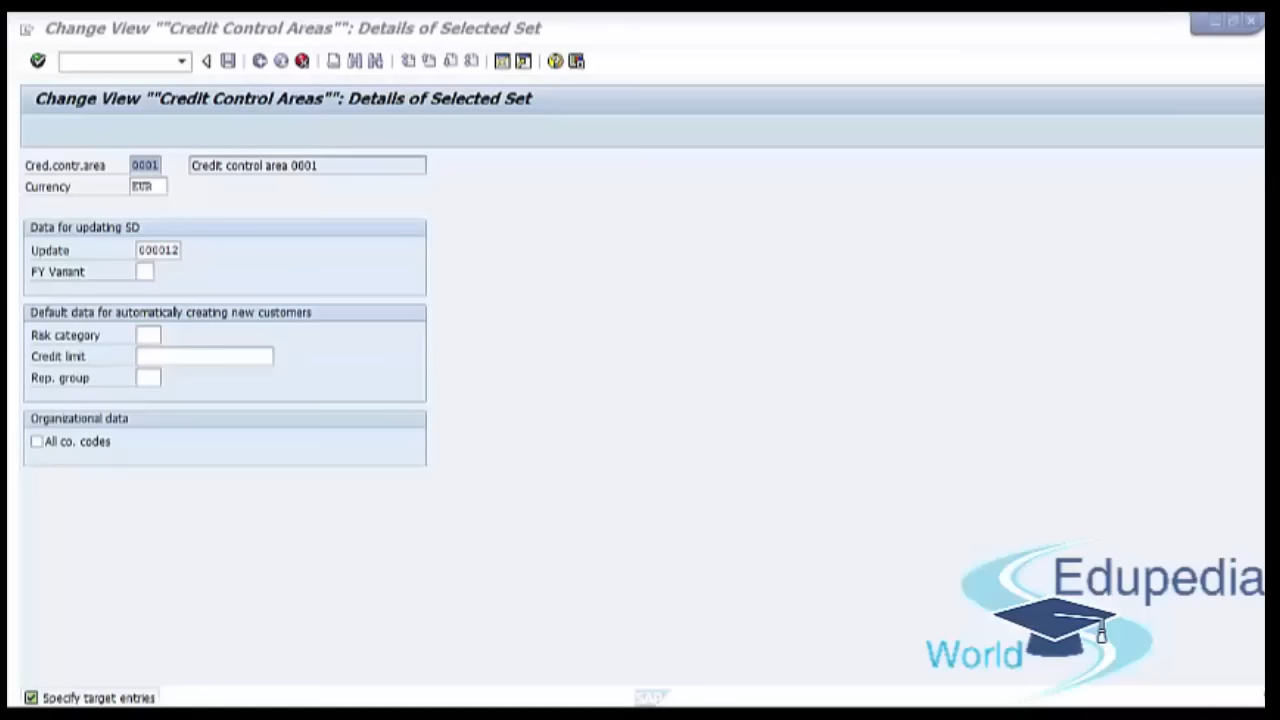 Change View ""Credit Control Areas"": Details of Selected Set
Change View ""Credit Control Areas"": Details of Selected Set
Cred.contr.area 0001 Credit control area 0001
Currency EUR
Data for updating SD
Update 000012
FY Variant
Default data for automatically creating new customers
Risk category
Credit limit
Rep. group
Organizational data
All co. codes
Edupedia
World
Specify target entries
SAP